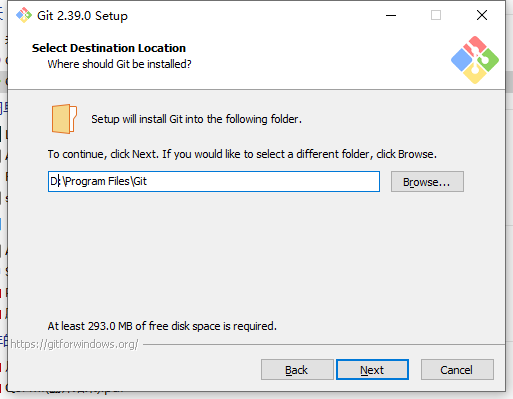 Git 2.39.0 Setup
Select Destination Location
Where should Git be installed?
Setup will install Git into the following folder.
To continue, click Next. If you would like to select a different folder, click Browse.
D:\Program Files\Git
Browse...
At least 293.0 MB of free disk space is required.
https://gitforwindows.org/
Back
Next
Cancel